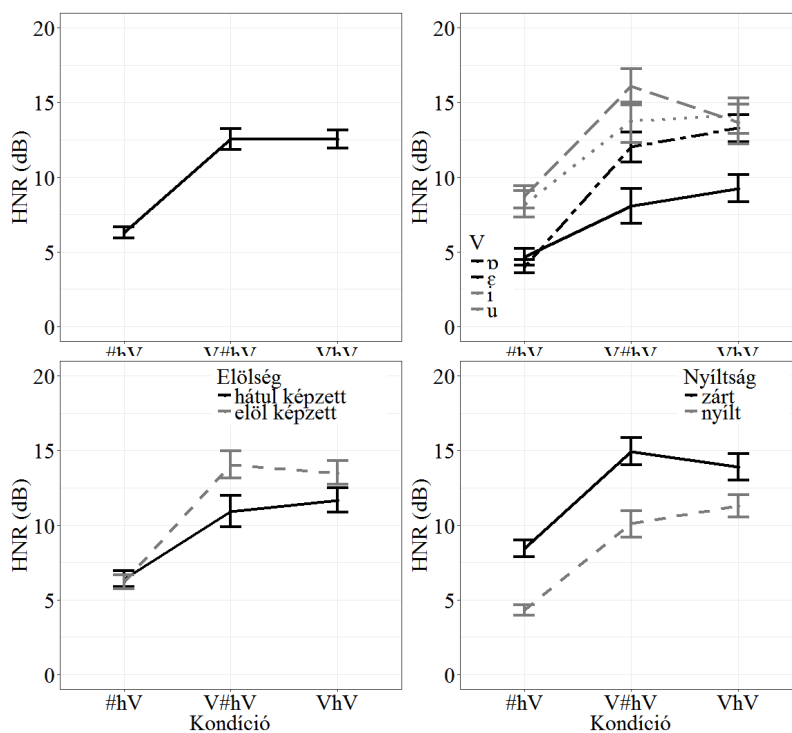 20
15
10
5
0
HNR (dB)
#hV V#hV VhV
20
15
10
5
0
HNR (dB)
V
ɒ
ɛ
i
u
#hV V#hV VhV
20
15
10
5
0
HNR (dB)
Elölség
hátul képzett
elöl képzett
#hV V#hV VhV
Kondíció
20
15
10
5
0
HNR (dB)
Nyíltság
zárt
nyílt
#hV V#hV VhV
Kondíció